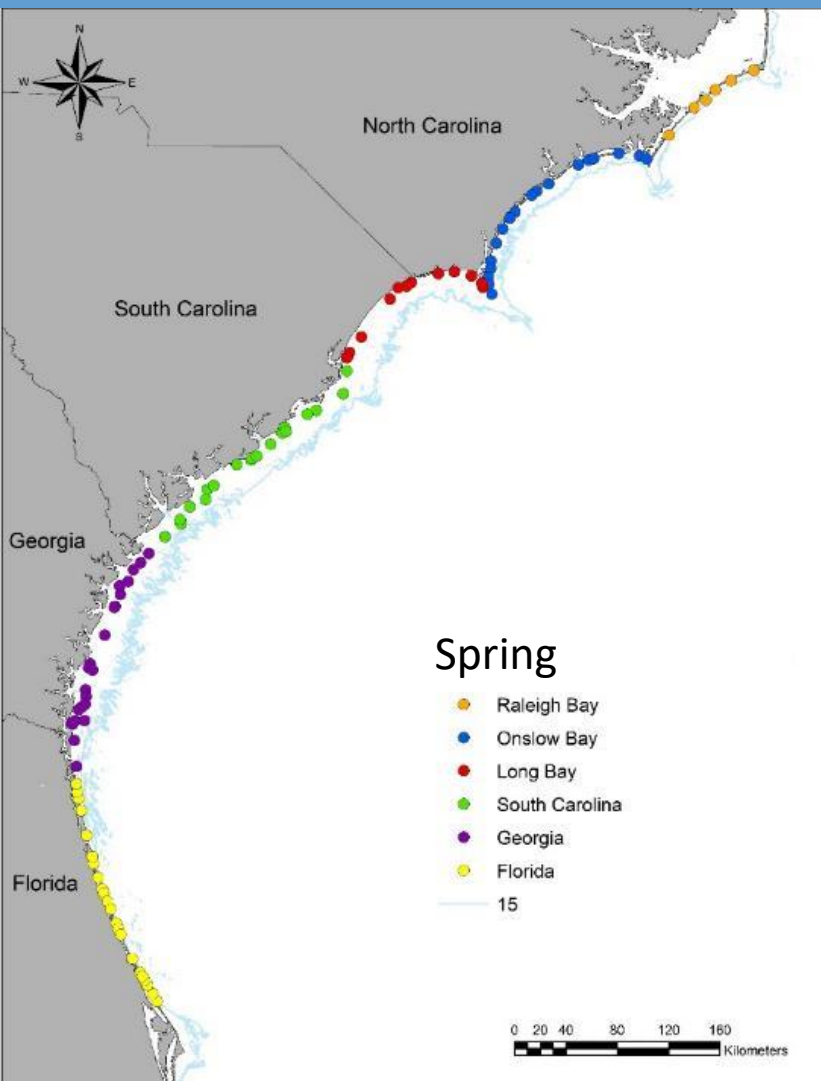 N
W E
S
North Carolina
South Carolina
Georgia
Florida
Spring
Raleigh Bay
Onslow Bay
Long Bay
South Carolina
Georgia
Florida
15
0 20 40 80 120 160
Kilometers